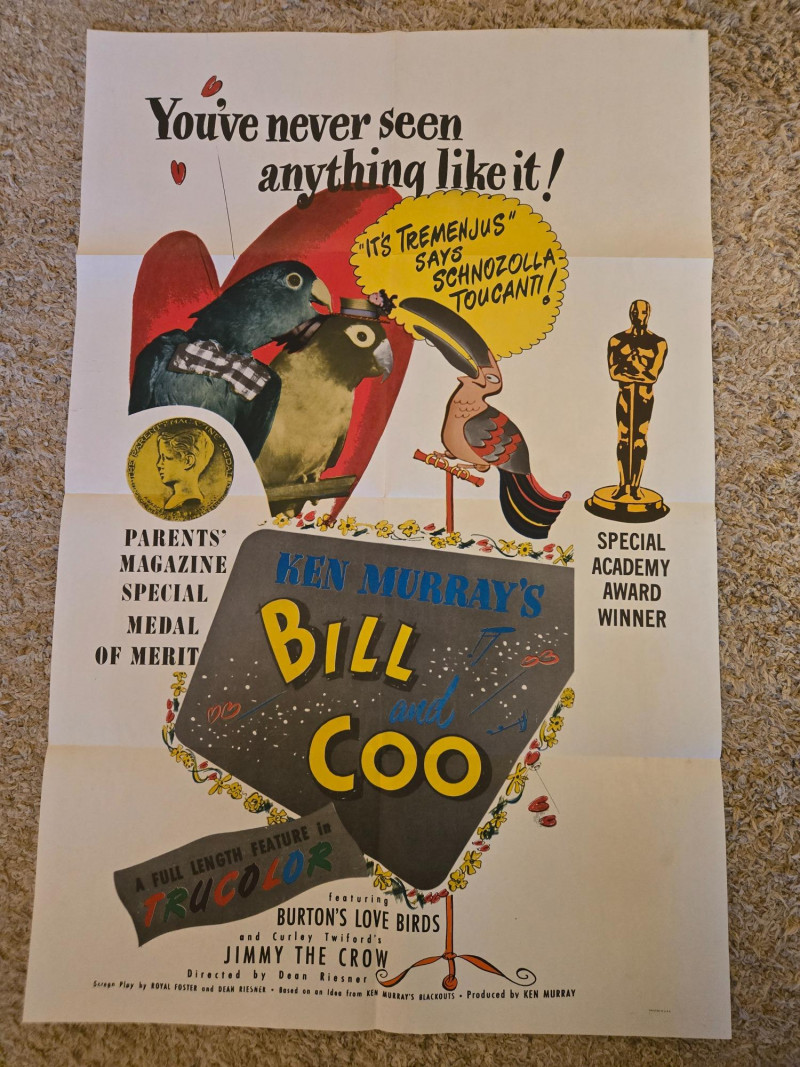 You've never seen
anything like it!
"IT'S TREMENJUS"
SAYS
SCHNOZOLLA
TOUCANTI!
PARENTS'
MAGAZINE
SPECIAL
MEDAL
OF MERIT
SPECIAL
ACADEMY
AWARD
WINNER
KEN MURRAY'S
BILL
and
COO
A FULL LENGTH FEATURE in
TRUCOLOR
featuring
BURTON'S LOVE BIRDS
and Curley Twiford's
JIMMY THE CROW
Directed by Dean Riesner
Screen Play by ROYAL FOSTER and DEAN RIESNER • Based on an Idea from KEN MURRAY'S BLACKOUTS • Produced by KEN MURRAY